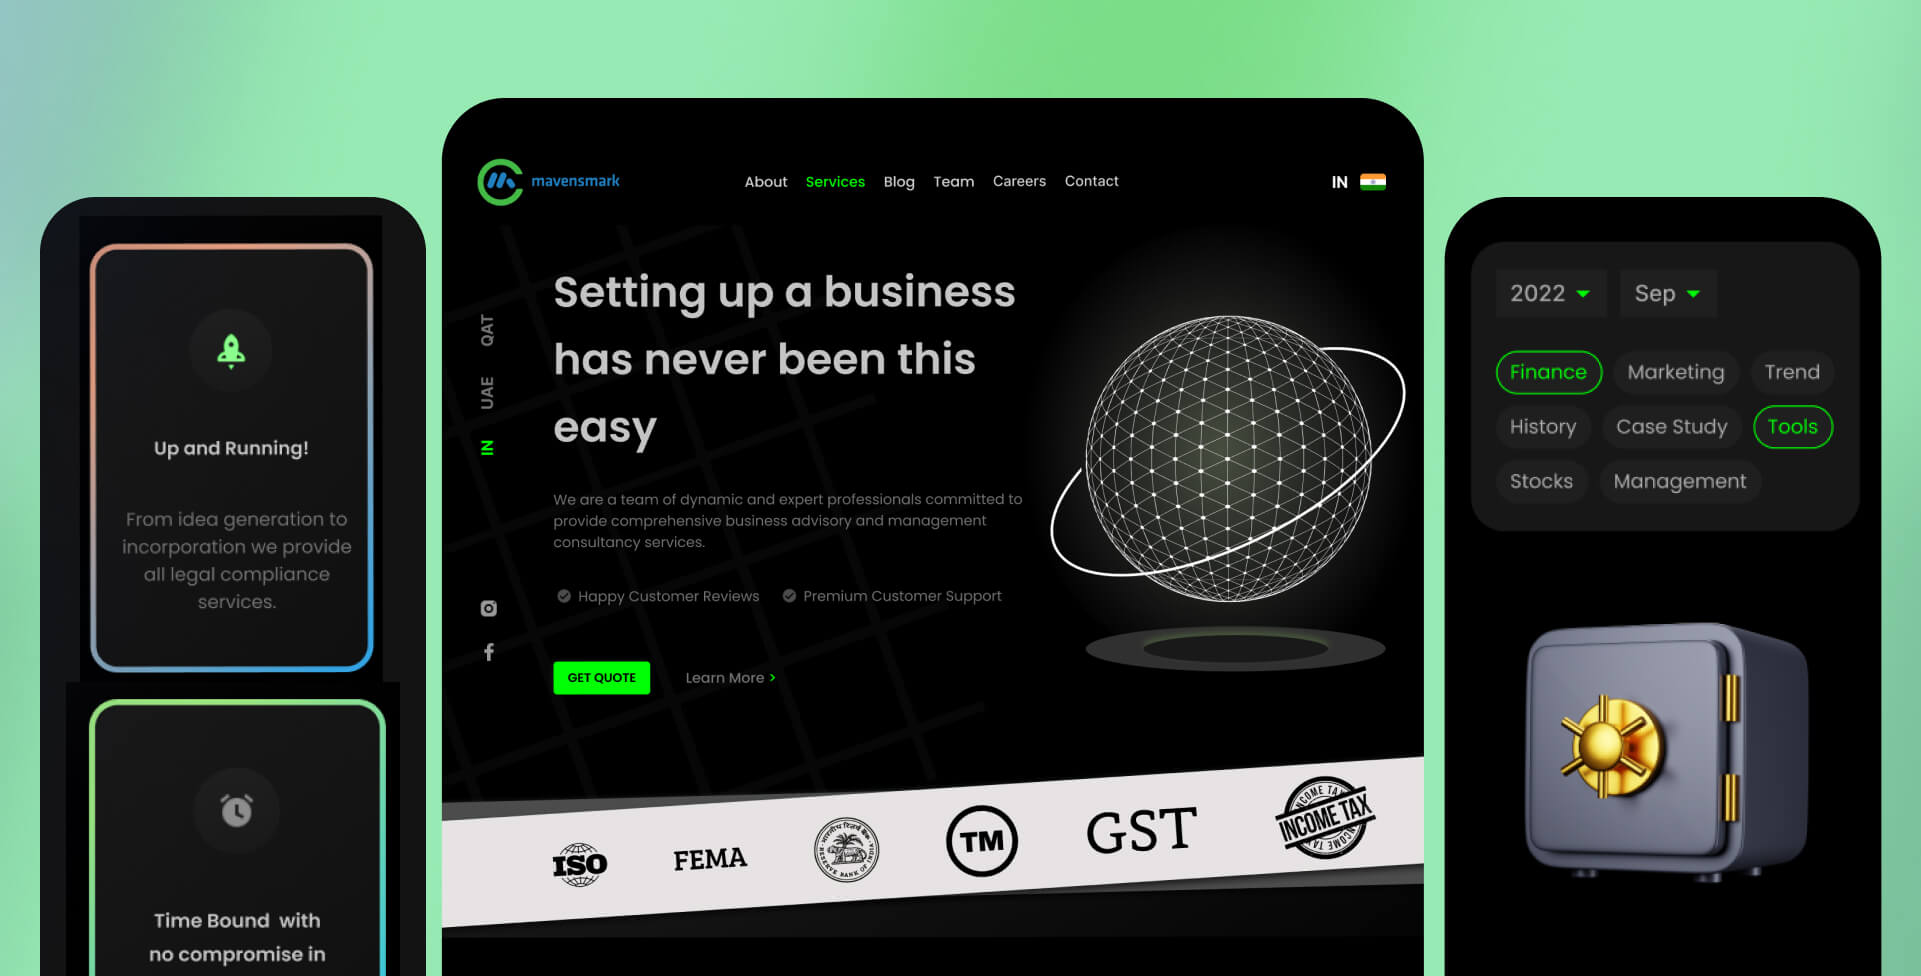 Up and Running!
From idea generation to
incorporation we provide
all legal compliance
services.
Time Bound with
no compromise in
mavensmark
About Services Blog Team Careers Contact
IN
QAT
UAE
IN
Setting up a business
has never been this
easy
We are a team of dynamic and expert professionals committed to
provide comprehensive business advisory and management
consultancy services.
Happy Customer Reviews Premium Customer Support
GET QUOTE Learn More >
ISO
FEMA
भारतीय रिज़र्व बैंक
RESERVE BANK OF INDIA
TM
GST
INCOME TAX
INCOME TAX
2022 Sep
Finance Marketing Trend
History Case Study Tools
Stocks Management